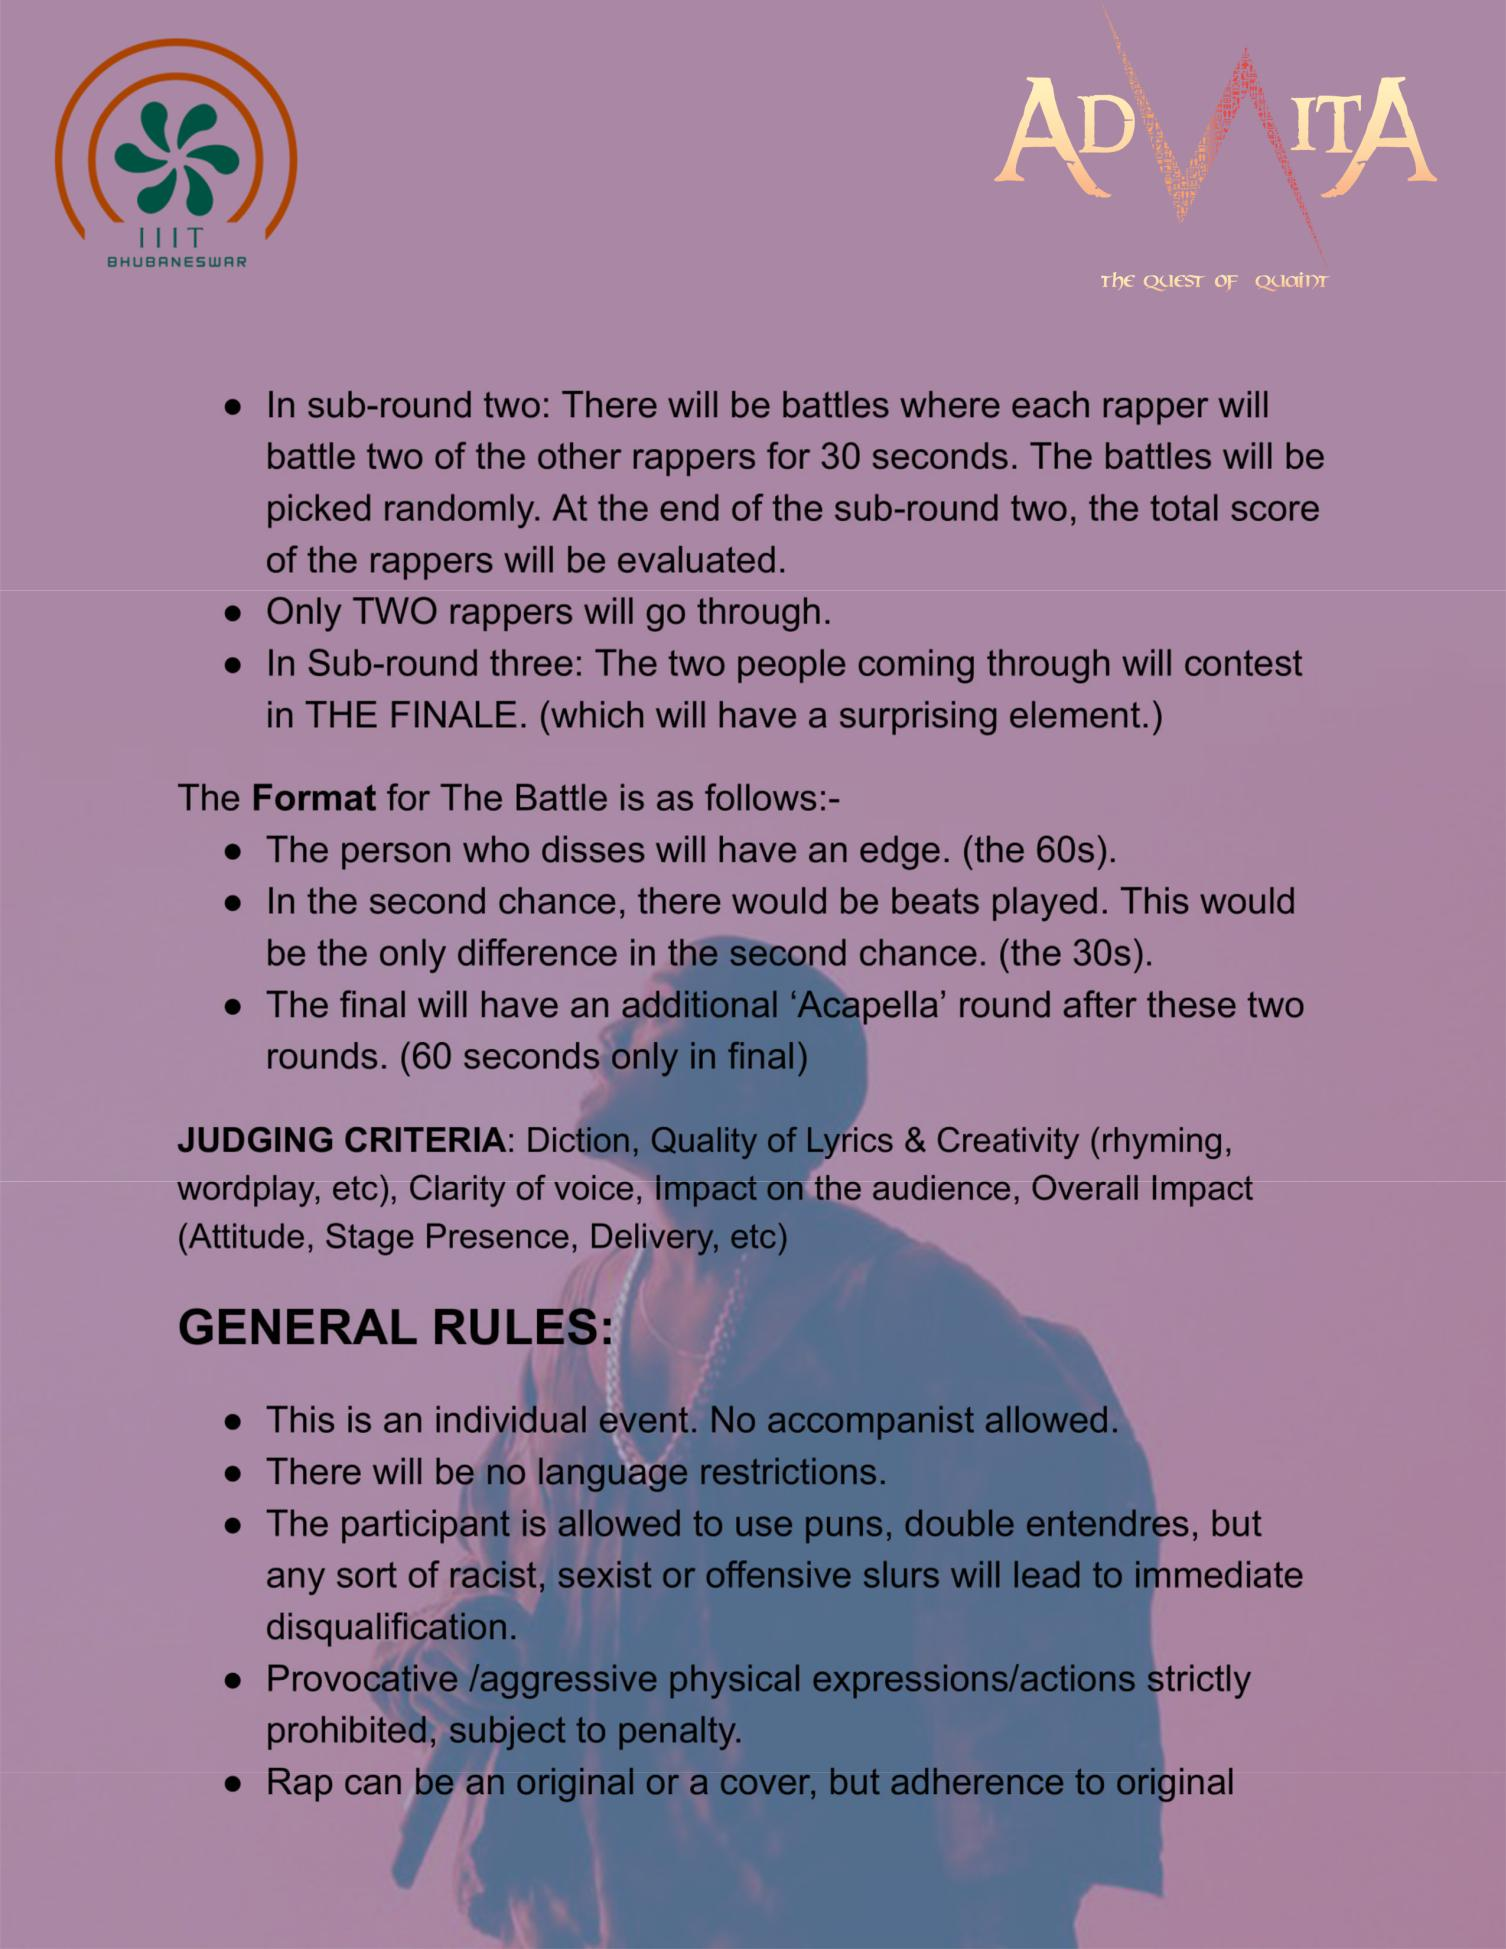 IIIT
BHUBANESWAR
ADVAITA
The Quest of Quaint
● In sub-round two: There will be battles where each rapper will
battle two of the other rappers for 30 seconds. The battles will be
picked randomly. At the end of the sub-round two, the total score
of the rappers will be evaluated.
● Only TWO rappers will go through.
● In Sub-round three: The two people coming through will contest
in THE FINALE. (which will have a surprising element.)
The Format for The Battle is as follows:-
● The person who disses will have an edge. (the 60s).
● In the second chance, there would be beats played. This would
be the only difference in the second chance. (the 30s).
● The final will have an additional ‘Acapella’ round after these two
rounds. (60 seconds only in final)
JUDGING CRITERIA: Diction, Quality of Lyrics & Creativity (rhyming,
wordplay, etc), Clarity of voice, Impact on the audience, Overall Impact
(Attitude, Stage Presence, Delivery, etc)
GENERAL RULES:
● This is an individual event. No accompanist allowed.
● There will be no language restrictions.
● The participant is allowed to use puns, double entendres, but
any sort of racist, sexist or offensive slurs will lead to immediate
disqualification.
● Provocative /aggressive physical expressions/actions strictly
prohibited, subject to penalty.
● Rap can be an original or a cover, but adherence to original